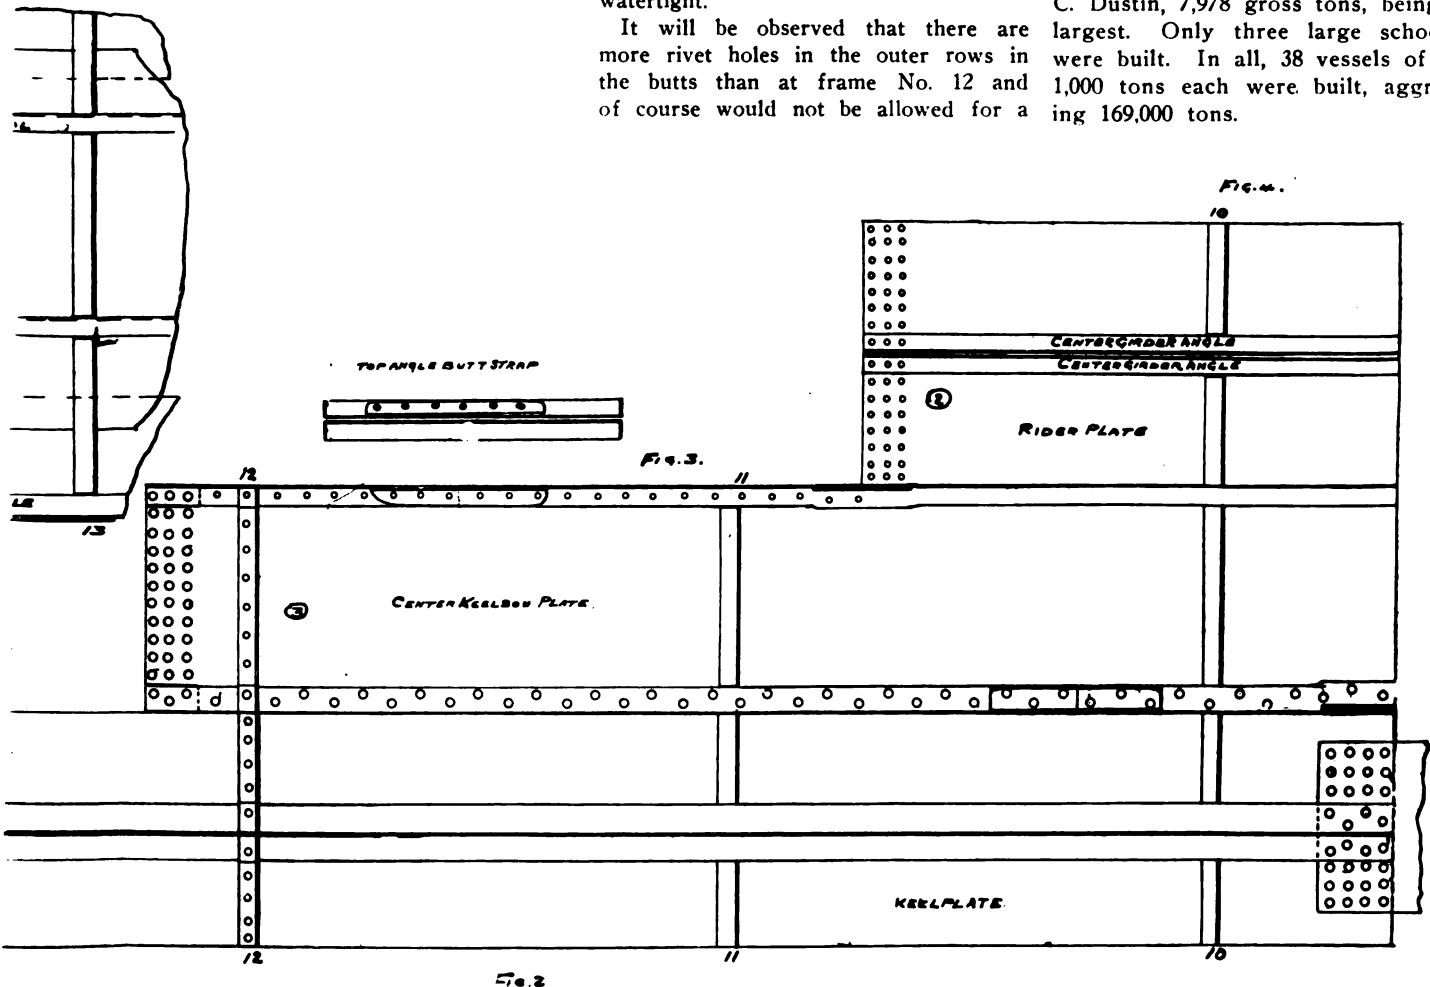 watertight.
It will be observed that there are
more rivet holes in the outer rows in
the butts than at frame No. 12 and
of course would not be allowed for a
C. Dustin, 7,978 gross tons, being
largest. Only three large
were built. In all, 38 vessels of
1,000 tons each were built,
ing 169,000 tons.
Fig. 4.
10
CENTER GIRDER ANGLE
CENTER GIRDER ANGLE
TOP ANGLE BUTT STRAP
RIDER PLATE
Fig. 3.
12
11
LE
13
CENTER KEELSON PLATE
3
KEELPLATE
12
11
10
Fig. 2